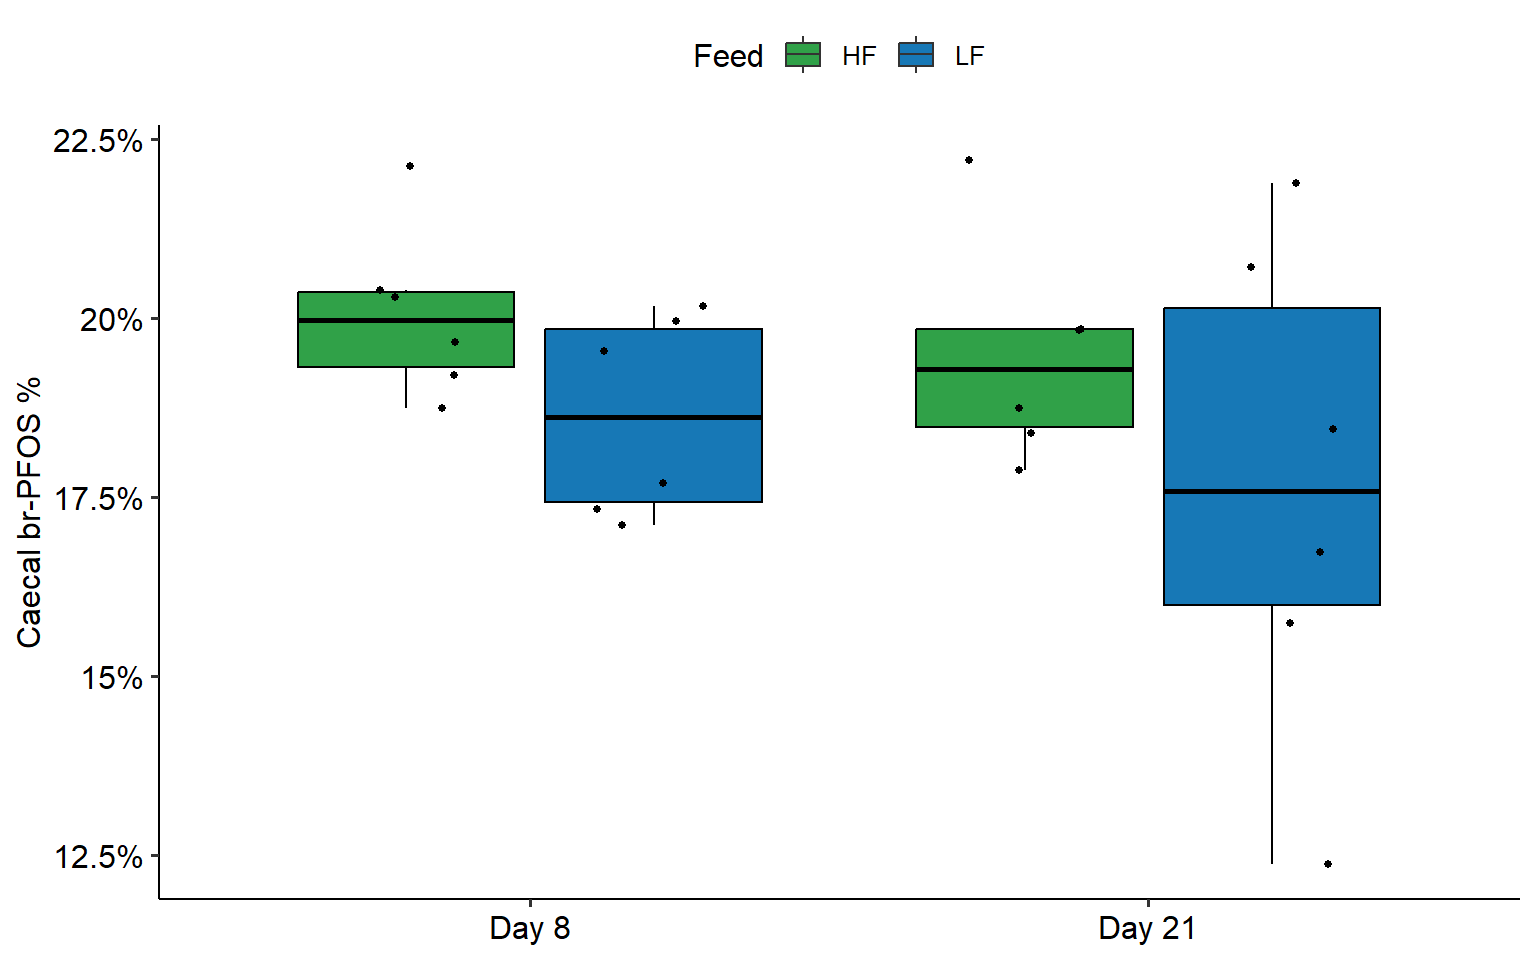 Feed HF LF
22.5%
20%
17.5%
15%
12.5%
Caecal br-PFOS %
Day 8 Day 21